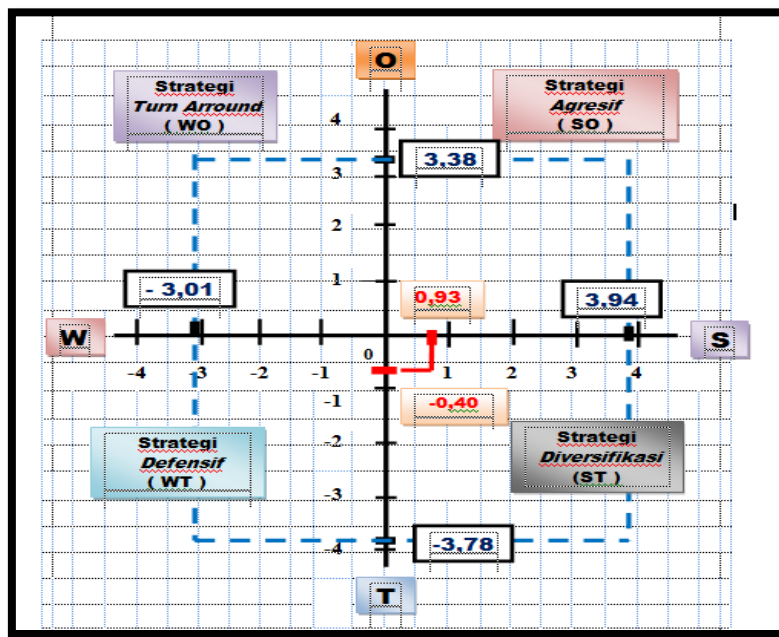 O
Strategi
Turn Arround
( WO )
Strategi
Agresif
( SO )
4
3,38
3
2
1
- 3,01
0,93
3,94
W
S
0
-4
-3
-2
-1
1
2
3
4
-1
-0,40
Strategi
Defensif
( WT )
Strategi
Diversifikasi
(ST )
-2
-3
-3,78
-4
T